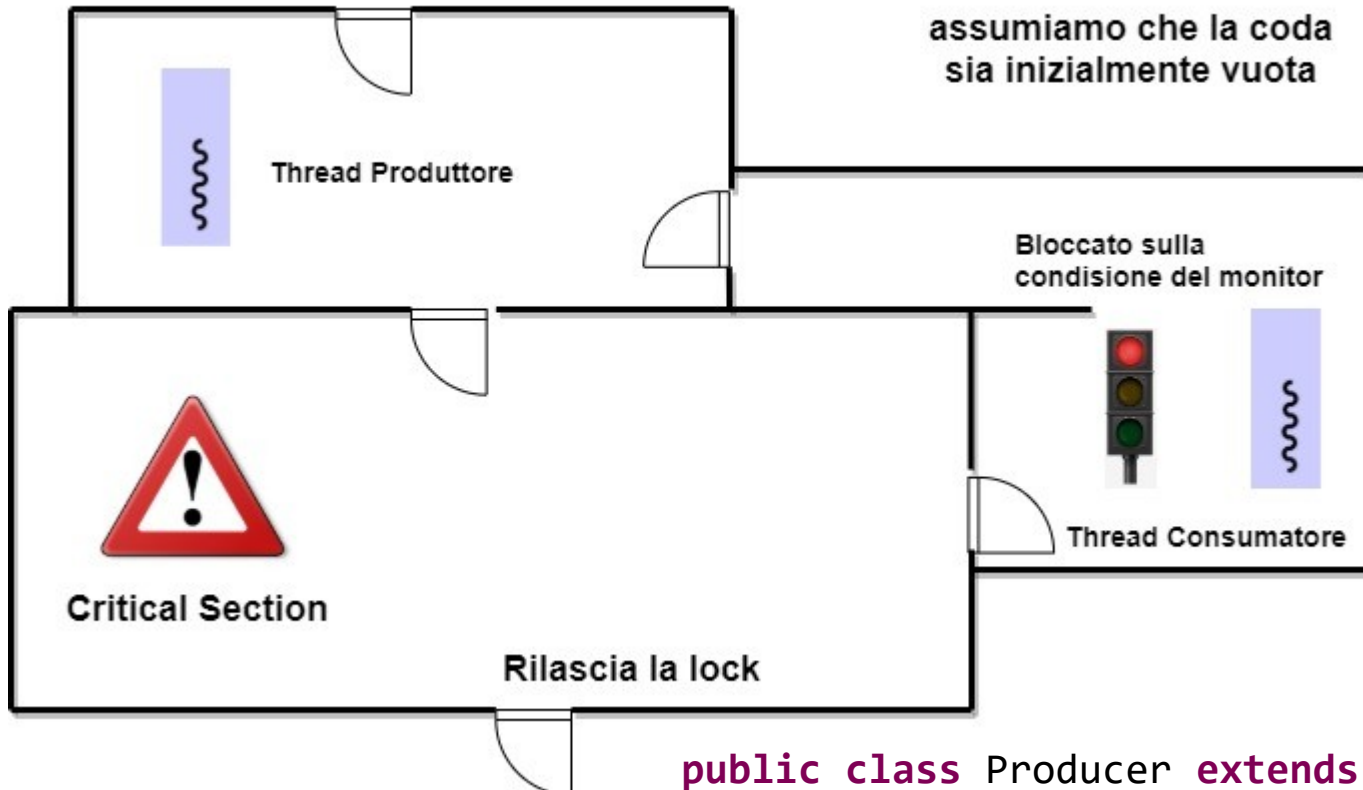 assumiamo che la coda
sia inizialmente vuota
Thread Produttore
Bloccato sulla
condisione del monitor
Thread Consumatore
Critical Section
Rilascia la lock
public class Producer extends